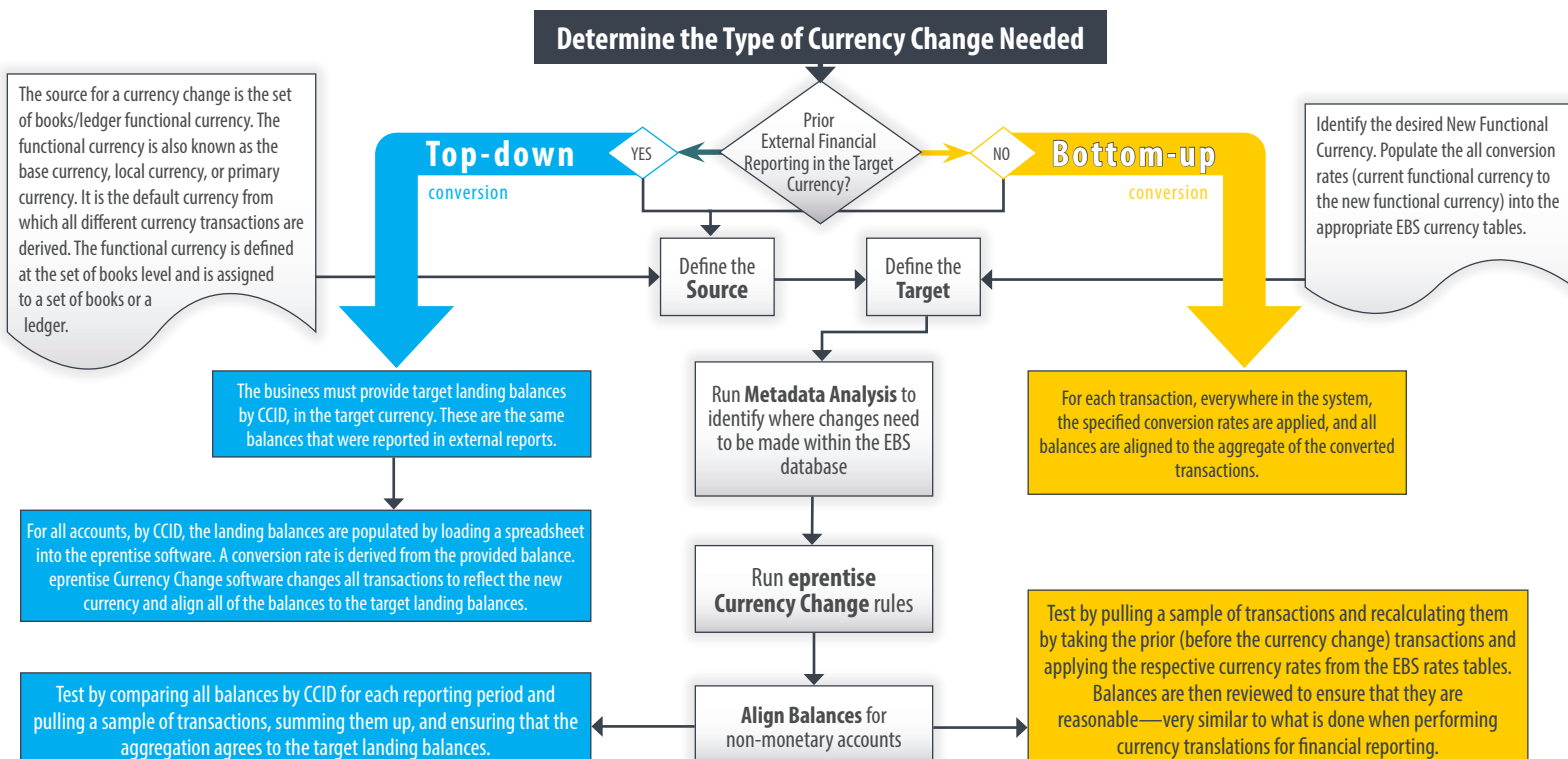 Determine the Type of Currency Change Needed
The source for a currency change is the set
of books/ledger functional currency. The
functional currency is also known as the
base currency, local currency, or primary
currency. It is the default currency from
which all different currency transactions are
derived. The functional currency is defined
at the set of books level and is assigned
to a set of books or a
ledger.
Top-down
conversion
YES
Prior
External Financial
Reporting in the Target
Currency?
NO
Bottom-up
conversion
Identify the desired New Functional
Currency. Populate the all conversion
rates (current functional currency to
the new functional currency) into the
appropriate EBS currency tables.
Define the
Source
Define the
Target
The business must provide target landing balances
by CCID, in the target currency. These are the same
balances that were reported in external reports.
Run Metadata Analysis to
identify where changes need
to be made within the EBS
database
For each transaction, everywhere in the system,
the specified conversion rates are applied, and all
balances are aligned to the aggregate of the converted
transactions.
For all accounts, by CCID, the landing balances are populated by loading a spreadsheet
into the eprentise software. A conversion rate is derived from the provided balance.
eprentise Currency Change software changes all transactions to reflect the new
currency and align all of the balances to the target landing balances.
Run eprentise
Currency Change rules
Test by comparing all balances by CCID for each reporting period and
pulling a sample of transactions, summing them up, and ensuring that the
aggregation agrees to the target landing balances.
Align Balances for
non-monetary accounts
Test by pulling a sample of transactions and recalculating them
by taking the prior (before the currency change) transactions and
applying the respective currency rates from the EBS rates tables.
Balances are then reviewed to ensure that they are
reasonable—very similar to what is done when performing
currency translations for financial reporting.